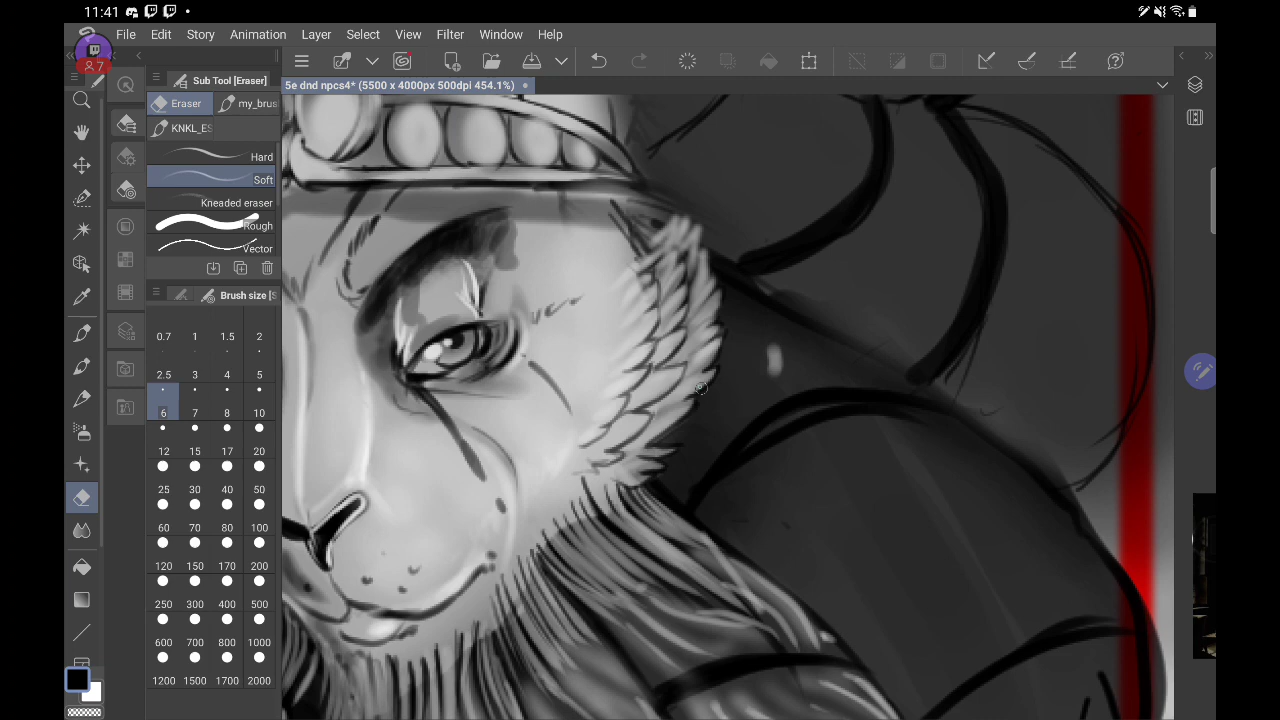 11:41
7
File Edit Story Animation Layer Select View Filter Window Help
Sub Tool [Eraser]
5e dnd npcs4* (5500 x 4000px 500dpi 454.1%)
Eraser my_brus
KNKL_ES
Hard
Soft
Kneaded eraser
Rough
Vector
Brush size [S
0.7 1 1.5 2
2.5 3 4 5
6 7 8 10
12 15 17 20
25 30 40 50
60 70 80 100
120 150 170 200
250 300 400 500
600 700 800 1000
1200 1500 1700 2000